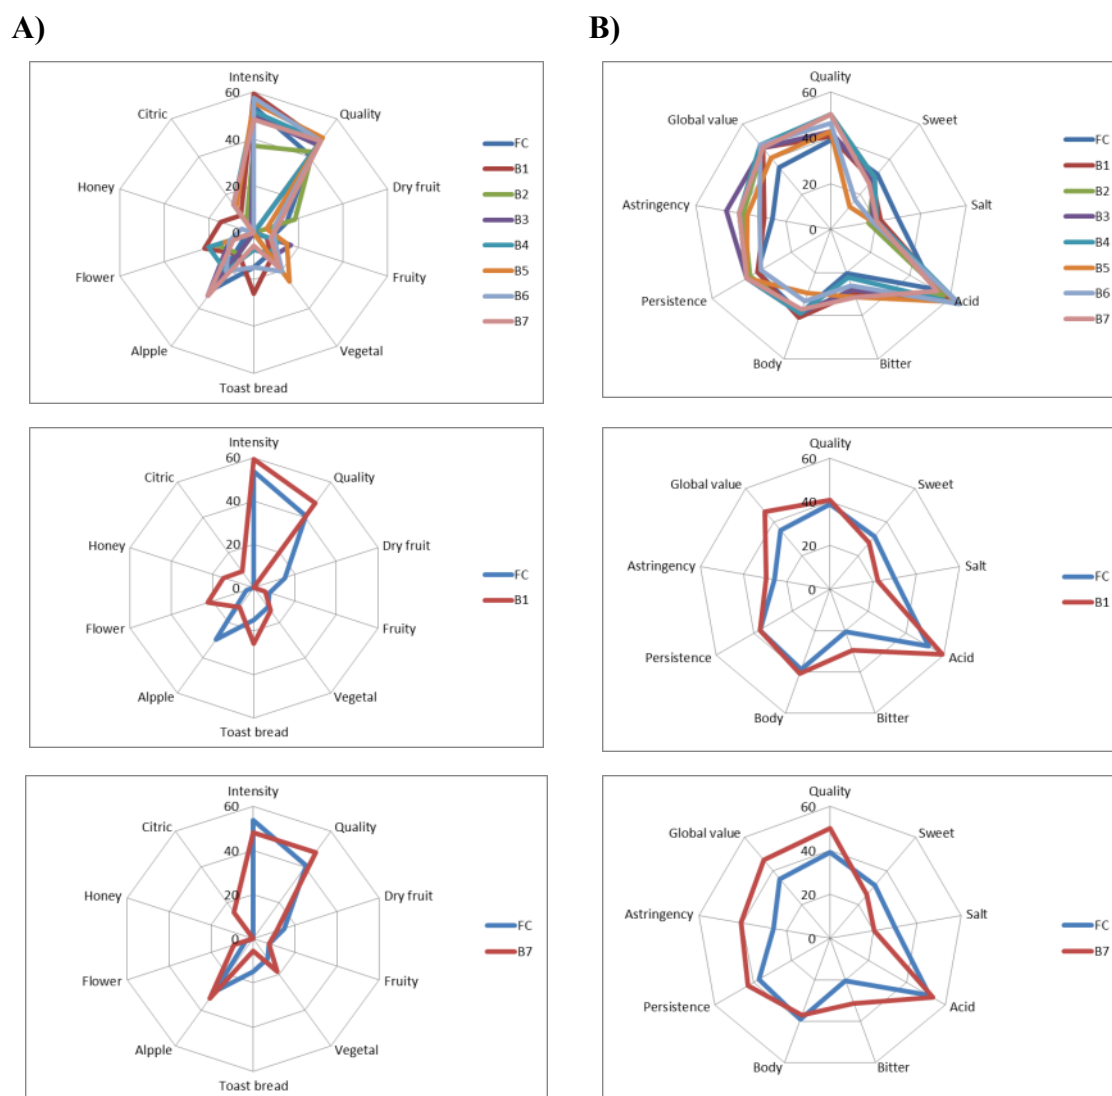 A)
B)
Intensity
60
Quality
Citric
40
Dry fruit
Honey
20
0
Flower
Fruity
Alpple
Vegetal
Toast bread
FC
B1
B2
B3
B4
B5
B6
B7
Quality
60
Sweet
Global value
40
Salt
Astringency
20
0
Persistence
Acid
Body
Bitter
FC
B1
B2
B3
B4
B5
B6
B7
Intensity
60
Quality
Citric
40
Dry fruit
Honey
20
0
Flower
Fruity
Alpple
Vegetal
Toast bread
FC
B1
Quality
60
Sweet
Global value
40
Salt
Astringency
20
0
Persistence
Acid
Body
Bitter
FC
B1
Intensity
60
Quality
Citric
40
Dry fruit
Honey
20
0
Flower
Fruity
Alpple
Vegetal
Toast bread
FC
B7
Quality
60
Sweet
Global value
40
Salt
Astringency
20
0
Persistence
Acid
Body
Bitter
FC
B7